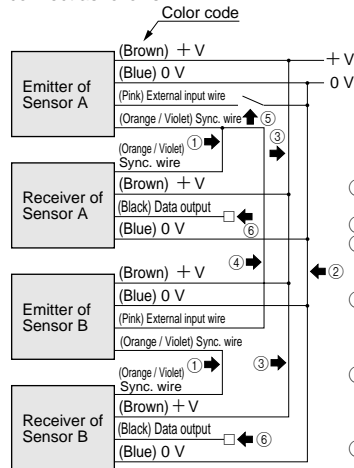 Color code
(Brown) +V
+V
(Blue) 0 V
0 V
Emitter of
Sensor A
(Pink) External input wire
(Orange / Violet) Sync. wire
⑤
①
③
(Orange / Violet)
Sync. wire
(Brown) +V
Receiver of
Sensor A
(Black) Data output
⑥
(Blue) 0 V
④
②
(Brown) +V
(Blue) 0 V
Emitter of
Sensor B
(Pink) External input wire
(Orange / Violet) Sync. wire
①
③
(Orange / Violet)
Sync. wire
(Brown) +V
Receiver of
Sensor B
(Black) Data output
⑥
(Blue) 0 V